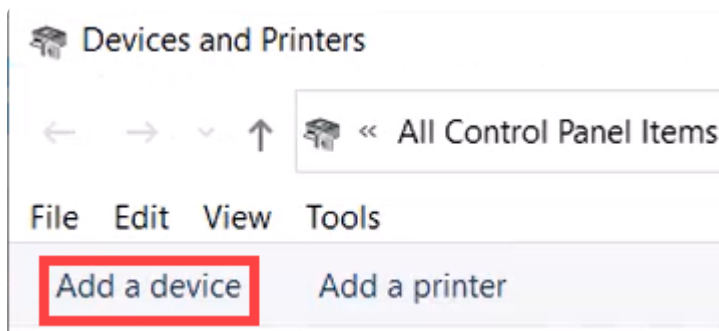 Devices and Printers
« All Control Panel Items
File Edit View Tools
Add a device Add a printer